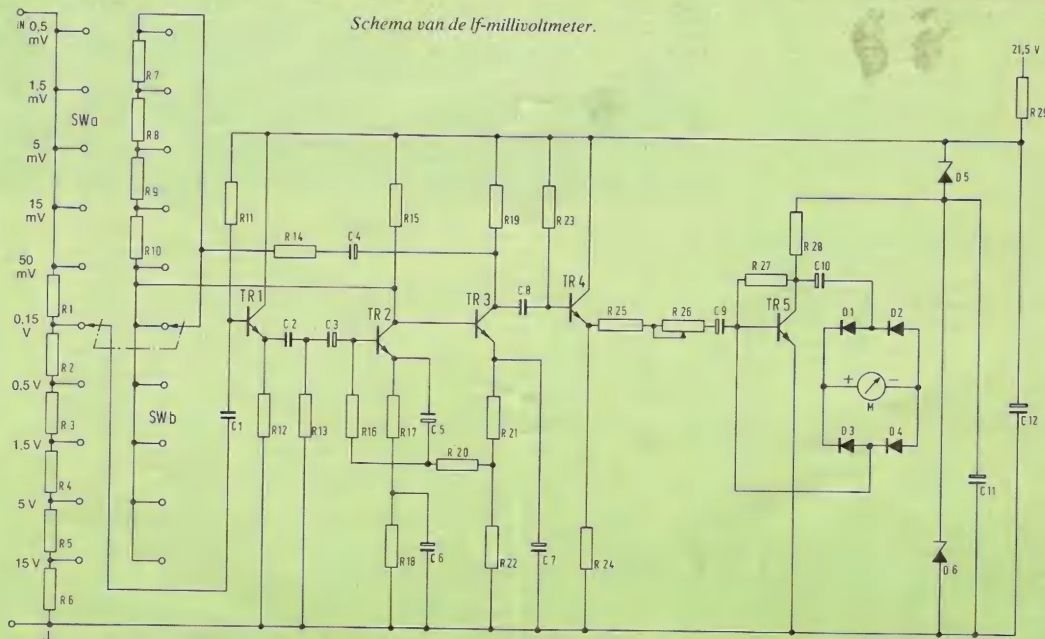 Schema van de lf-millivoltmeter.
IN
0,5 mV
1,5 mV
5 mV
15 mV
50 mV
0,15 V
0,5 V
1,5 V
5 V
15 V
SWa
SWb
R1
R2
R3
R4
R5
R6
R7
R8
R9
R10
R11
TR1
C1
C2
R12
R13
R14
C4
C3
R15
TR2
R16
R17
C5
R20
R18
C6
R19
TR3
R21
R22
C7
C8
R23
TR4
R24
R25
R26
C9
R27
R28
C10
TR5
D1
D2
+
M
-
D3
D4
D5
D6
C11
C12
21,5 V
R29